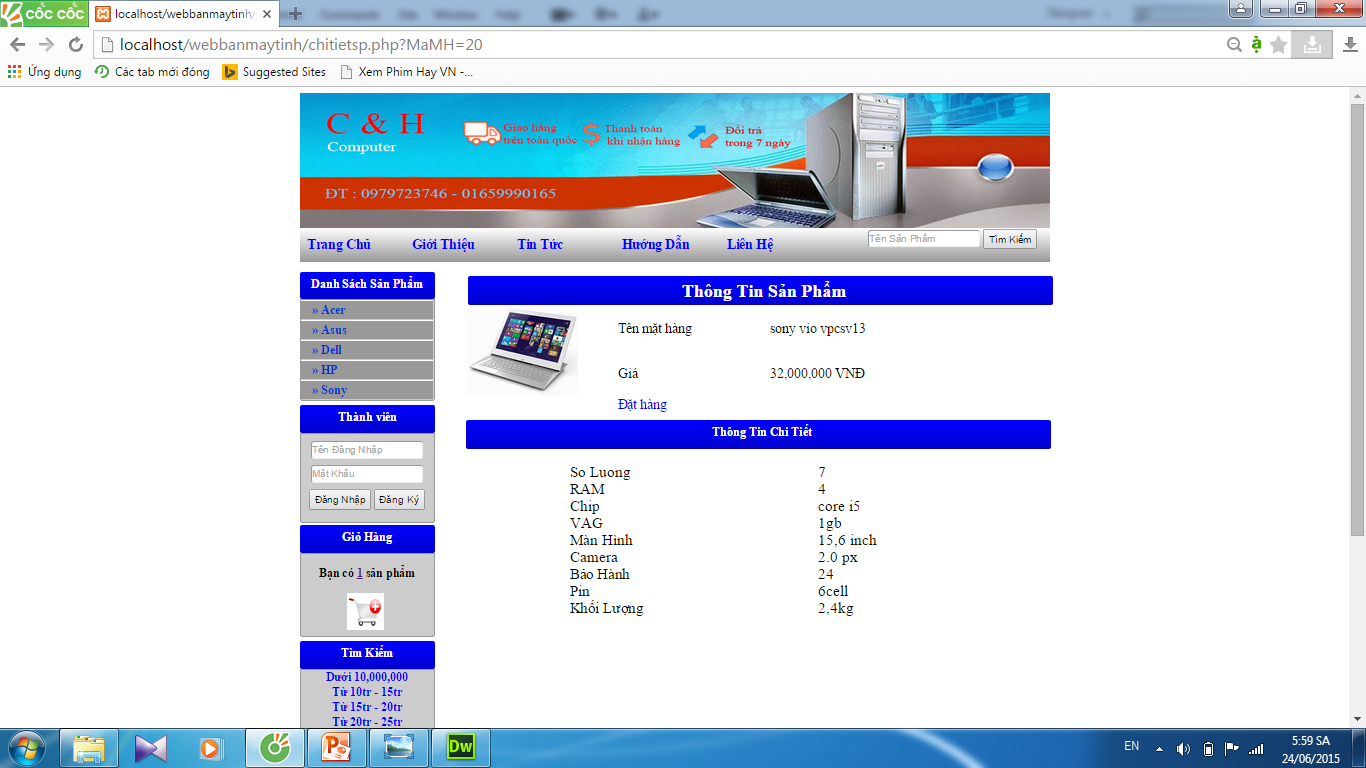 cốc cốc
localhost/webbanmaytinh/
localhost/webbanmaytinh/chitietsp.php?MaMH=20
Ứng dụng
Các tab mới đóng
Suggested Sites
Xem Phim Hay VN -...
C & H
Computer
Giao hàng
trên toàn quốc
Thanh toán
khi nhận hàng
Đổi trả
trong 7 ngày
ĐT : 0979723746 - 01659990165
Trang Chủ
Giới Thiệu
Tin Tức
Hướng Dẫn
Liên Hệ
Tên Sản Phẩm
Tìm Kiếm
Danh Sách Sản Phẩm
» Acer
» Asus
» Dell
» HP
» Sony
Thành viên
Tên Đăng Nhập
Mật Khẩu
Đăng Nhập
Đăng Ký
Giỏ Hàng
Bạn có 1 sản phẩm
Tìm Kiếm
Dưới 10,000,000
Từ 10tr - 15tr
Từ 15tr - 20tr
Từ 20tr - 25tr
Thông Tin Sản Phẩm
Tên mặt hàng sony vio vpcsv13
Giá 32,000,000 VNĐ
Đặt hàng
Thông Tin Chi Tiết
So Luong 7
RAM 4
Chip core i5
VAG 1gb
Màn Hình 15,6 inch
Camera 2.0 px
Bảo Hành 24
Pin 6cell
Khối Lượng 2,4kg
Dw
EN
5:59 SA
24/06/2015